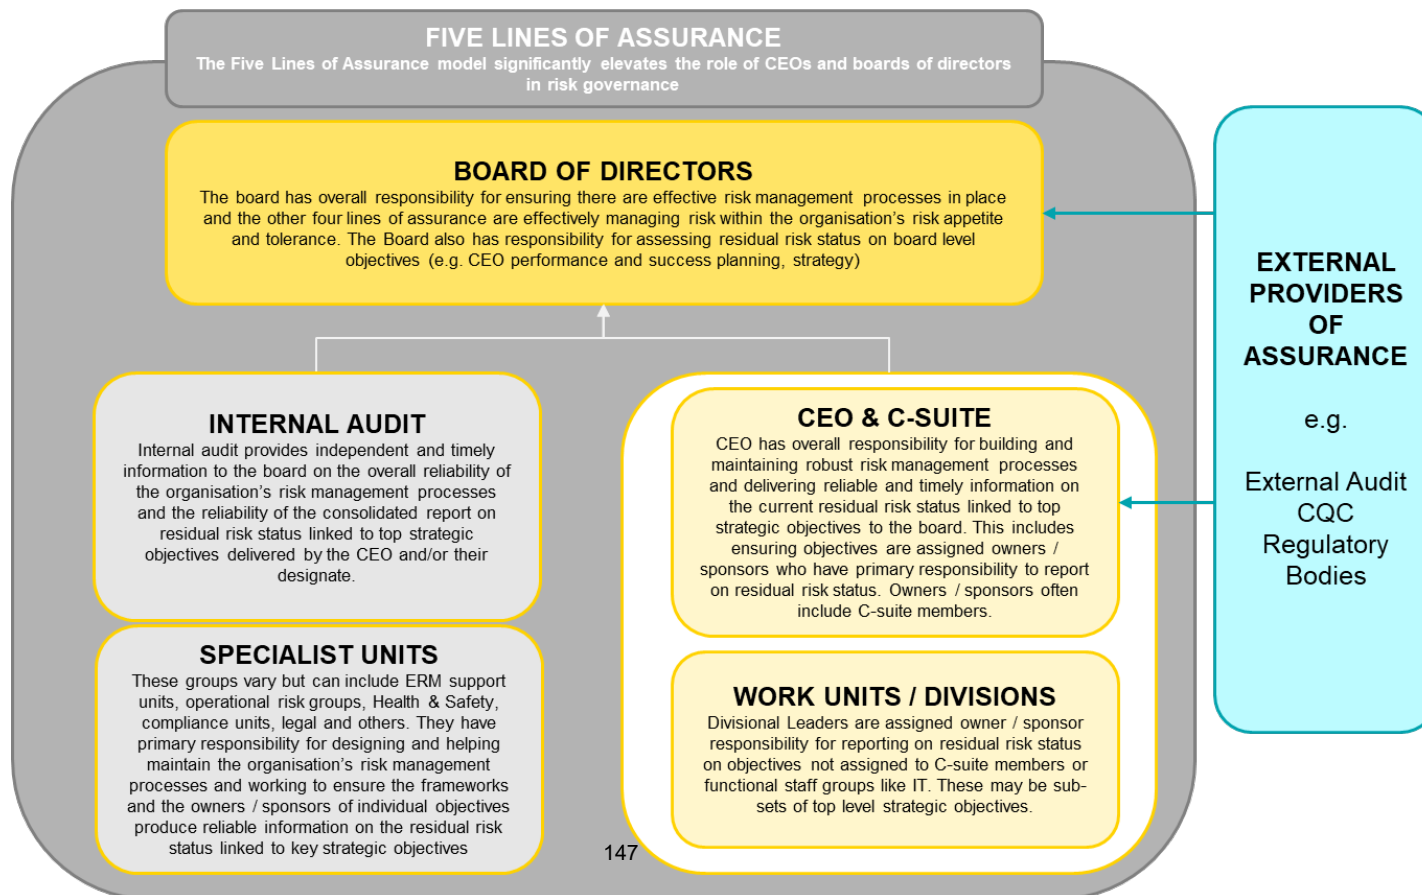 FIVE LINES OF ASSURANCE
The Five Lines of Assurance model significantly elevates the role of CEOs and boards of directors
in risk governance
BOARD OF DIRECTORS
The board has overall responsibility for ensuring there are effective risk management processes in place
and the other four lines of assurance are effectively managing risk within the organisation's risk appetite
and tolerance. The Board also has responsibility for assessing residual risk status on board level
objectives (e.g. CEO performance and success planning, strategy)
INTERNAL AUDIT
Internal audit provides independent and timely
information to the board on the overall reliability of
the organisation's risk management processes
and the reliability of the consolidated report on
residual risk status linked to top strategic
objectives delivered by the CEO and/or their
designate.
SPECIALIST UNITS
These groups vary but can include ERM support
units, operational risk groups, Health & Safety,
compliance units, legal and others. They have
primary responsibility for designing and helping
maintain the organisation's risk management
processes and working to ensure the frameworks
and the owners / sponsors of individual objectives
produce reliable information on the residual risk
status linked to key strategic objectives
CEO & C-SUITE
CEO has overall responsibility for building and
maintaining robust risk management processes
and delivering reliable and timely information on
the current residual risk status linked to top
strategic objectives to the board. This includes
ensuring objectives are assigned owners /
sponsors who have primary responsibility to report
on residual risk status. Owners / sponsors often
include C-suite members.
WORK UNITS / DIVISIONS
Divisional Leaders are assigned owner / sponsor
responsibility for reporting on residual risk status
on objectives not assigned to C-suite members or
functional staff groups like IT. These may be sub-
sets of top level strategic objectives.
147
EXTERNAL
PROVIDERS
OF
ASSURANCE
e.g.
External Audit
CQC
Regulatory
Bodies